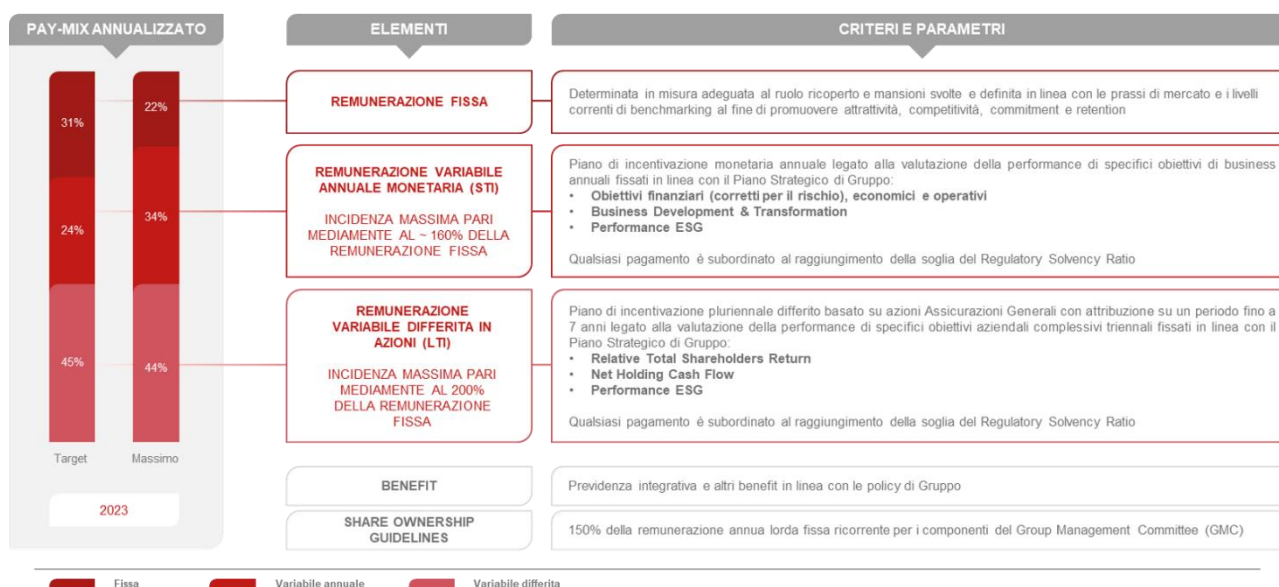 PAY-MIX ANNUALIZZATO
ELEMENTI
CRITERI E PARAMETRI
31%
24%
45%
Target
22%
34%
44%
Massimo
2023
REMUNERAZIONE FISSA
Determinata in misura adeguata al ruolo ricoperto e mansioni svolte e definita in linea con le prassi di mercato e i livelli
correnti di benchmarking al fine di promuovere attrattività, competitività, commitment e retention
REMUNERAZIONE VARIABILE
ANNUALE MONETARIA (STI)
INCIDENZA MASSIMA PARI
MEDIAMENTE AL ~ 160% DELLA
REMUNERAZIONE FISSA
Piano di incentivazione monetaria annuale legato alla valutazione della performance di specifici obiettivi di business
annuali fissati in linea con il Piano Strategico di Gruppo:
• Obiettivi finanziari (corretti per il rischio), economici e operativi
• Business Development & Transformation
• Performance ESG
Qualsiasi pagamento è subordinato al raggiungimento della soglia del Regulatory Solvency Ratio
REMUNERAZIONE
VARIABILE DIFFERITA IN
AZIONI (LTI)
INCIDENZA MASSIMA PARI
MEDIAMENTE AL 200%
DELLA REMUNERAZIONE
FISSA
Piano di incentivazione pluriennale differito basato su azioni Assicurazioni Generali con attribuzione su un periodo fino a
7 anni legato alla valutazione della performance di specifici obiettivi aziendali complessivi triennali fissati in linea con il
Piano Strategico di Gruppo:
• Relative Total Shareholders Return
• Net Holding Cash Flow
• Performance ESG
Qualsiasi pagamento è subordinato al raggiungimento della soglia del Regulatory Solvency Ratio
BENEFIT
Previdenza integrativa e altri benefit in linea con le policy di Gruppo
SHARE OWNERSHIP
GUIDELINES
150% della remunerazione annua lorda fissa ricorrente per i componenti del Group Management Committee (GMC)
Fissa
Variabile annuale
Variabile differita